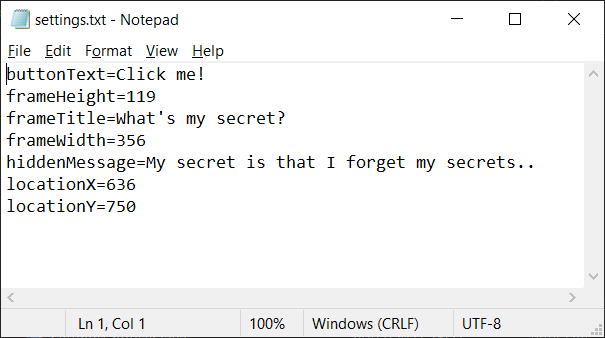 settings.txt - Notepad
File Edit Format View Help
buttonText=Click me!
frameHeight=119
frameTitle=What's my secret?
frameWidth=356
hiddenMessage=My secret is that I forget my secrets..
locationX=636
locationY=750
Ln 1, Col 1 100% Windows (CRLF) UTF-8